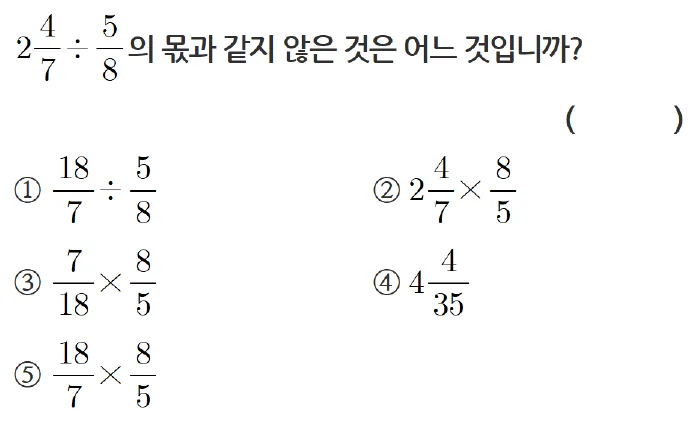 2 4/7 ÷ 5/8 의 몫과 같지 않은 것은 어느 것입니까?
( )
① 18/7 ÷ 5/8 ② 2 4/7 × 8/5
③ 7/18 × 8/5 ④ 4 4/35
⑤ 18/7 × 8/5